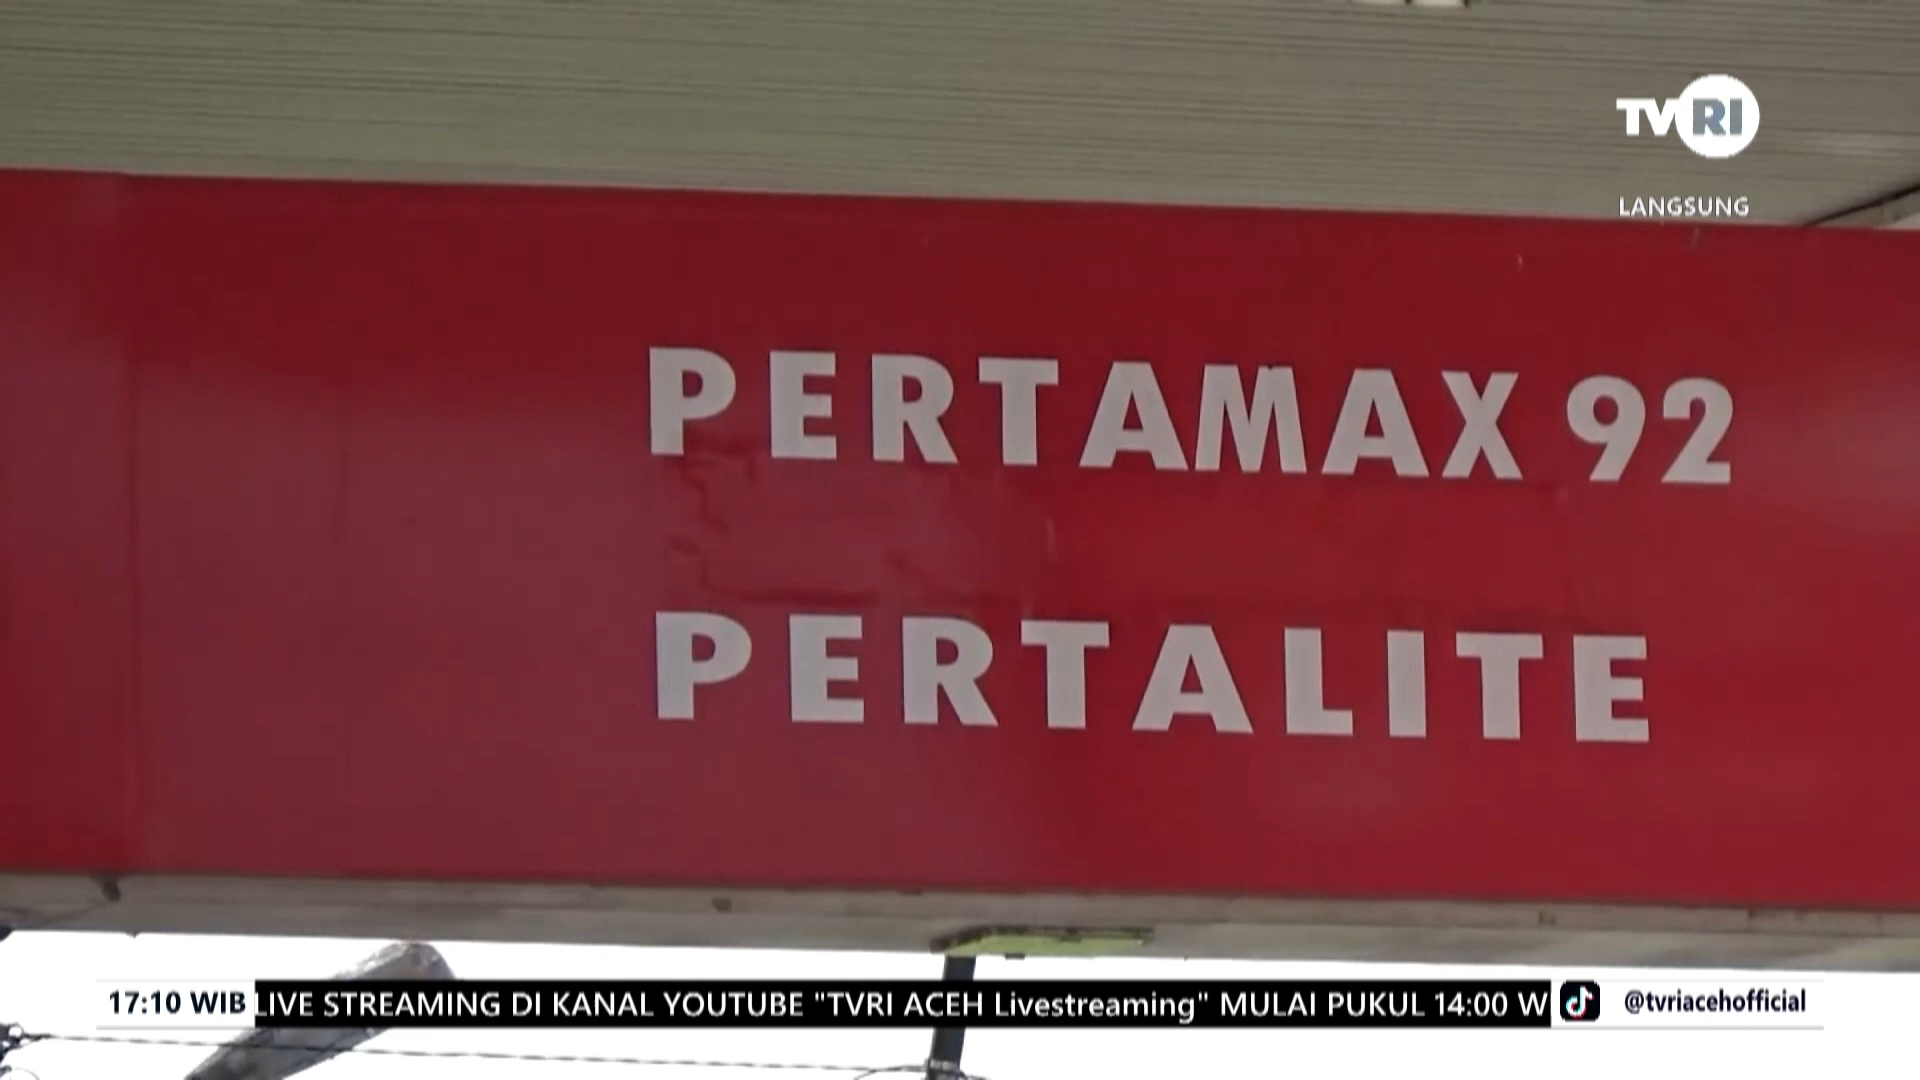 TVRI
LANGSUNG
PERTAMAX 92
PERTALITE
17:10 WIB
LIVE STREAMING DI KANAL YOUTUBE "TVRI ACEH Livestreaming" MULAI PUKUL 14:00 W
@tvriacehofficial